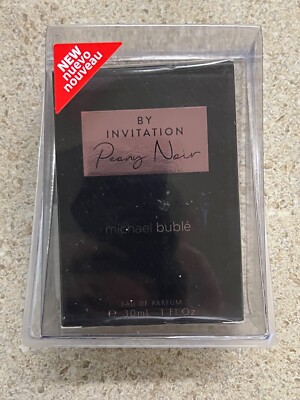 NEW
nuevo
nouveau
BY
INVITATION
Peony Noir
michael bublé
EAU DE PARFUM
℮ 30ml - 1 Fl Oz